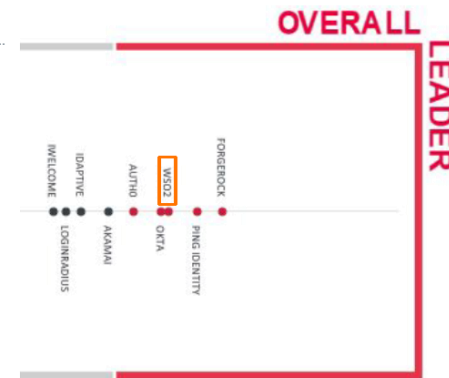 OVERALL
LEADER
...
IWELCOME
IDAPTIVE
AUTH0
WSO2
FORGEROCK
LOGINRADIUS
AKAMAI
OKTA
PING IDENTITY